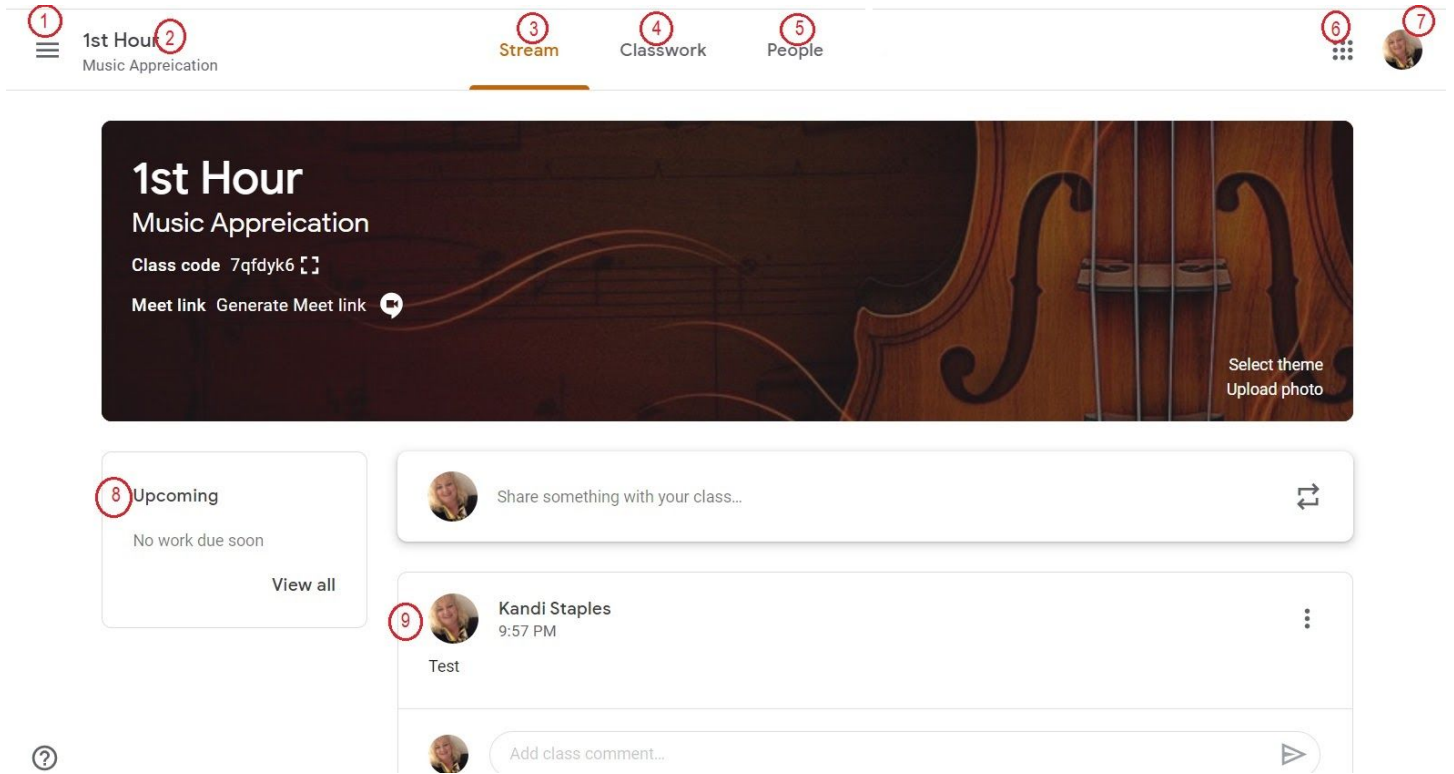 1
1st Hour 2
Music Appreication
3
Stream
4
Classwork
5
People
6
7
1st Hour
Music Appreication
Class code 7qfdyk6
Meet link Generate Meet link
Select theme
Upload photo
8 Upcoming
No work due soon
View all
Share something with your class...
9
Kandi Staples
9:57 PM
Test
Add class comment...
?